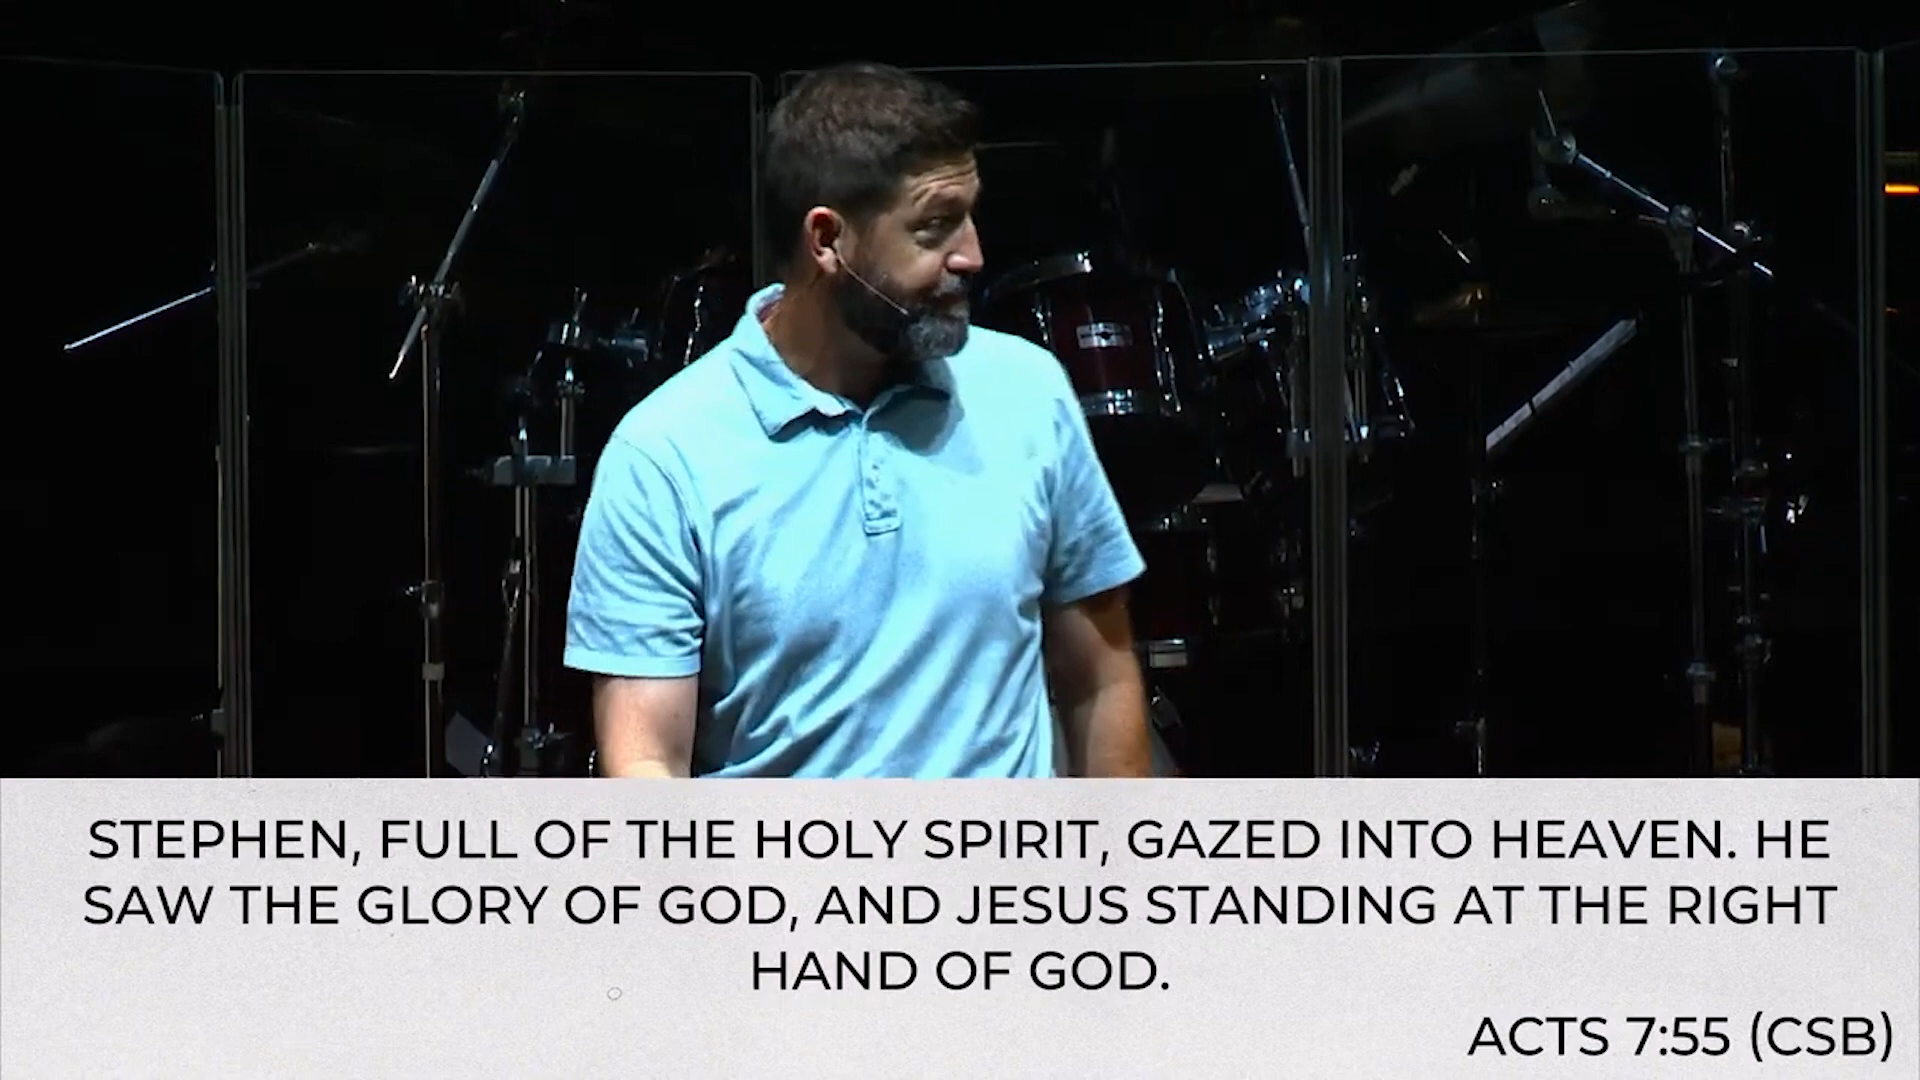 STEPHEN, FULL OF THE HOLY SPIRIT, GAZED INTO HEAVEN. HE
SAW THE GLORY OF GOD, AND JESUS STANDING AT THE RIGHT
HAND OF GOD.
ACTS 7:55 (CSB)